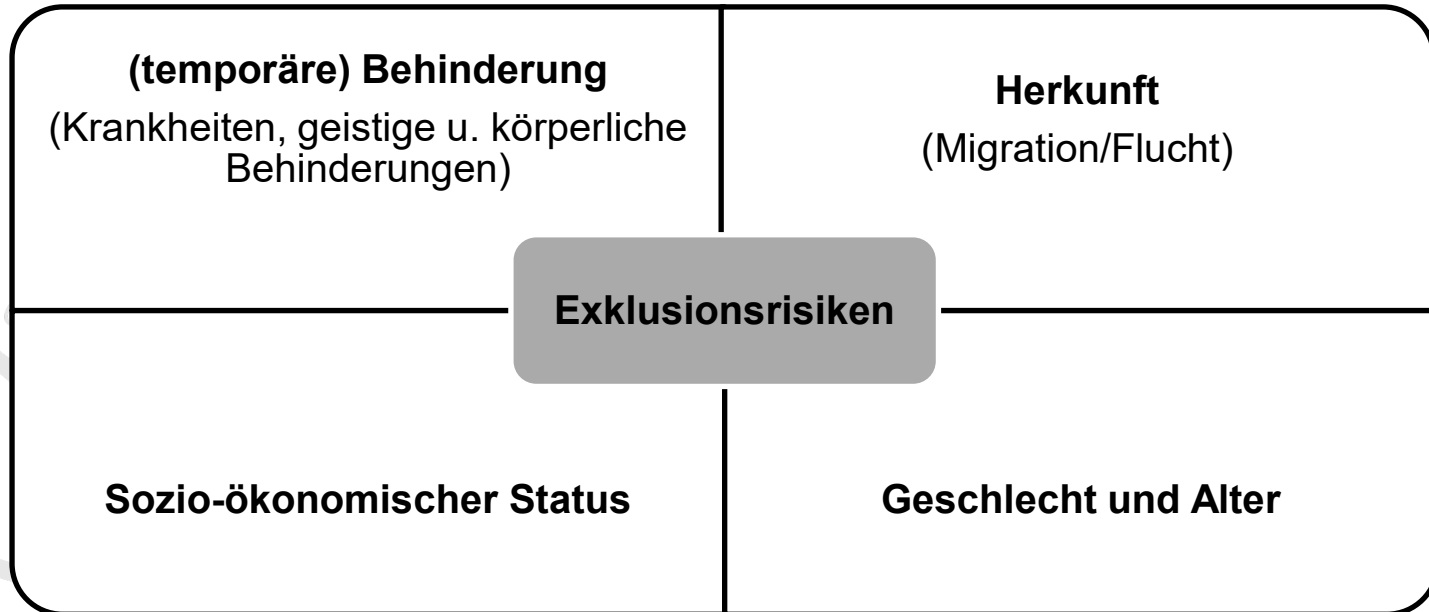 (temporäre) Behinderung
(Krankheiten, geistige u. körperliche
Behinderungen)
Herkunft
(Migration/Flucht)
Exklusionsrisiken
Sozio-ökonomischer Status
Geschlecht und Alter